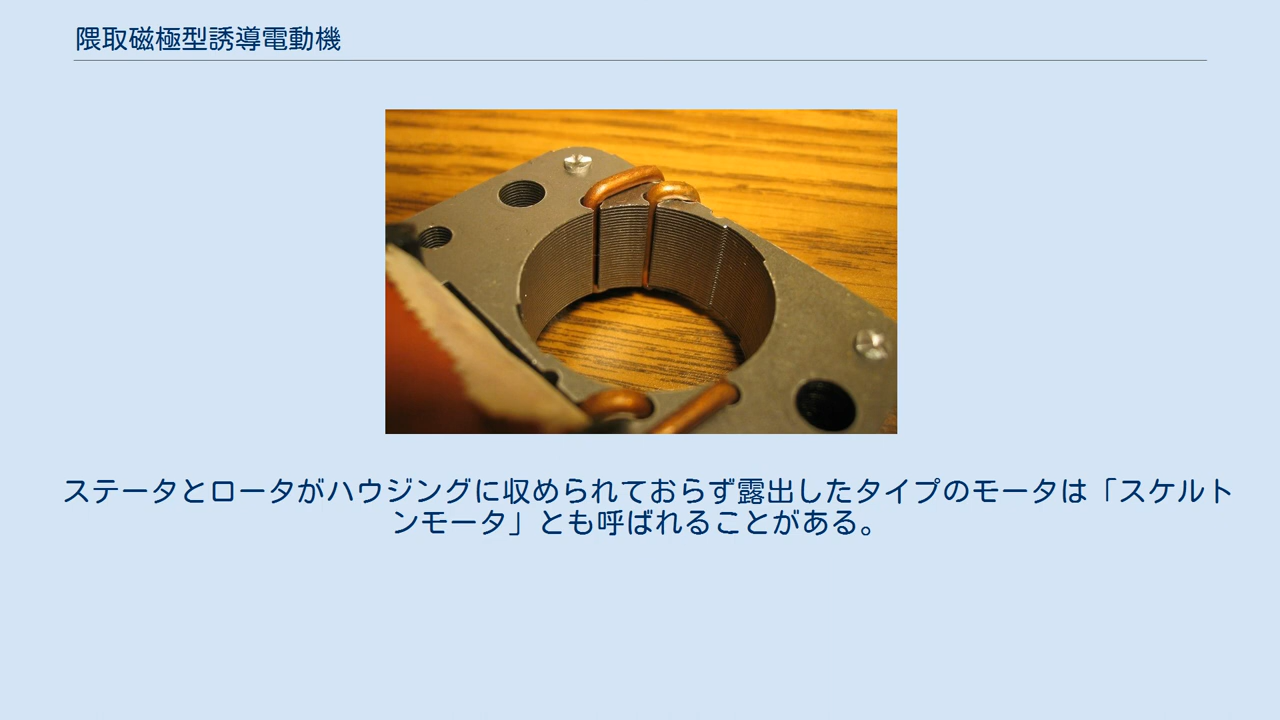 隈取磁極型誘導電動機
ステータとロータがハウジングに収められておらず露出したタイプのモータは「スケルト
ンモータ」とも呼ばれることがある。